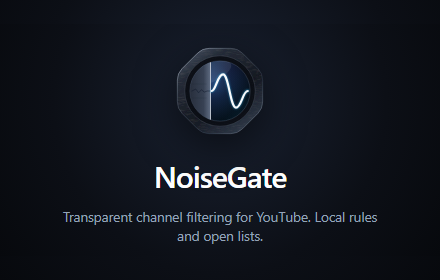 NoiseGate
Transparent channel filtering for YouTube. Local rules
and open lists.